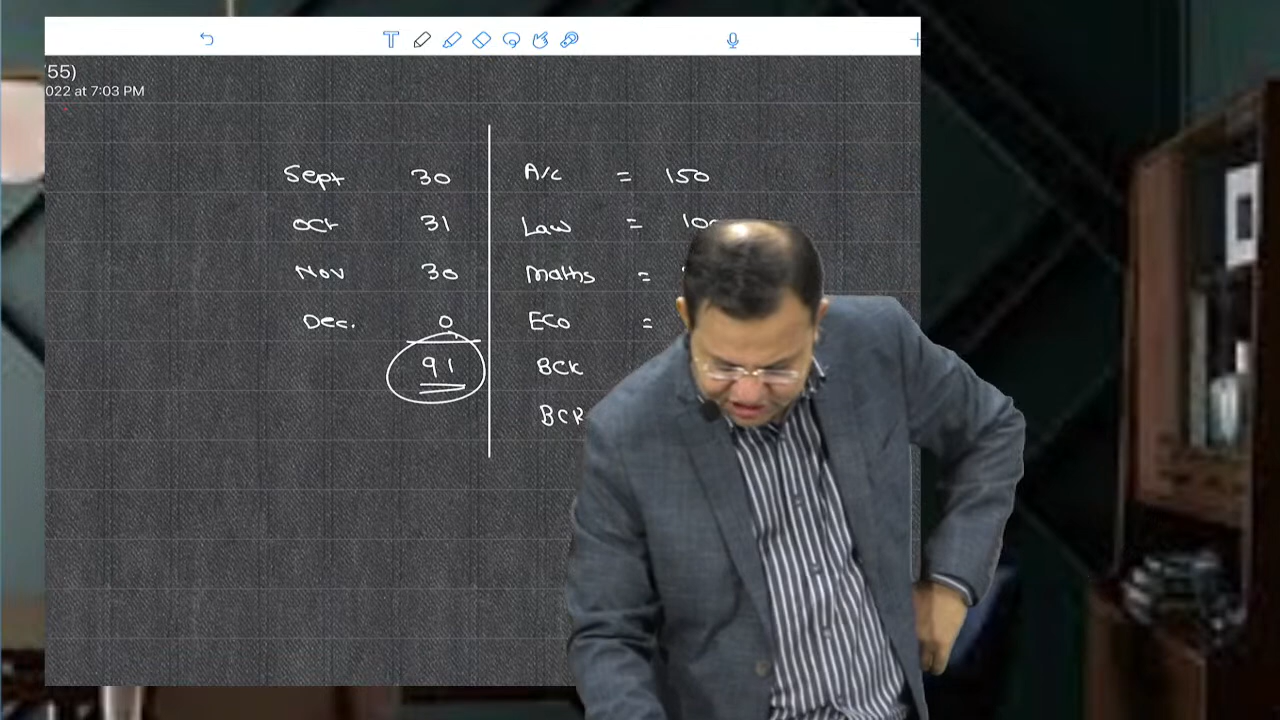 '55)
022 at 7:03 PM
Sept 30
Oct 31
Nov 30
Dec. 0
91
A/c = 150
Law =
Maths =
Eco =
BCK